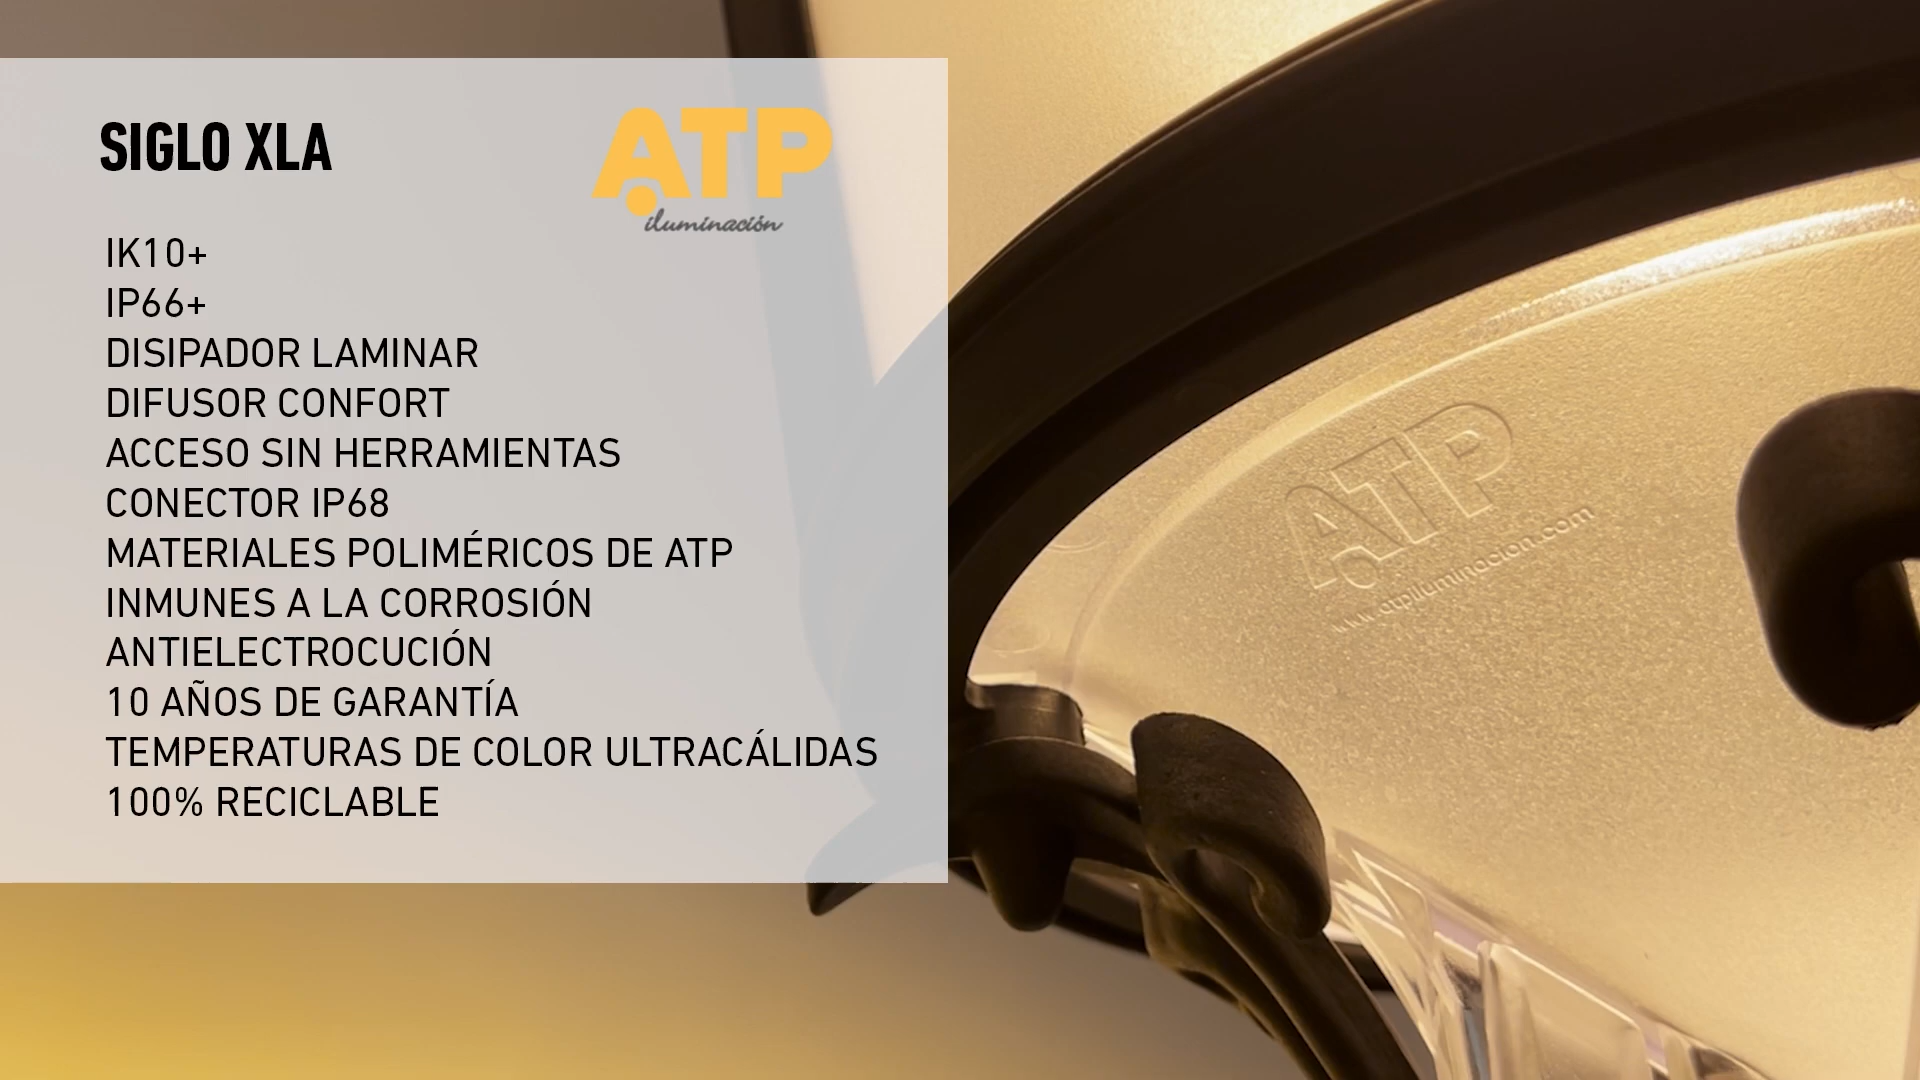 SIGLO XLA
ATP
iluminación
IK10+
IP66+
DISIPADOR LAMINAR
DIFUSOR CONFORT
ACCESO SIN HERRAMIENTAS
CONECTOR IP68
MATERIALES POLIMÉRICOS DE ATP
INMUNES A LA CORROSIÓN
ANTIELECTROCUCIÓN
10 AÑOS DE GARANTÍA
TEMPERATURAS DE COLOR ULTRACÁLIDAS
100% RECICLABLE
ATP
www.atpiluminacion.com